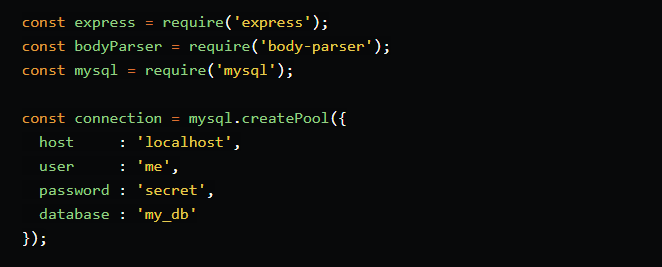 const express = require('express');
const bodyParser = require('body-parser');
const mysql = require('mysql');

const connection = mysql.createPool({
  host     : 'localhost',
  user     : 'me',
  password : 'secret',
  database : 'my_db'
});